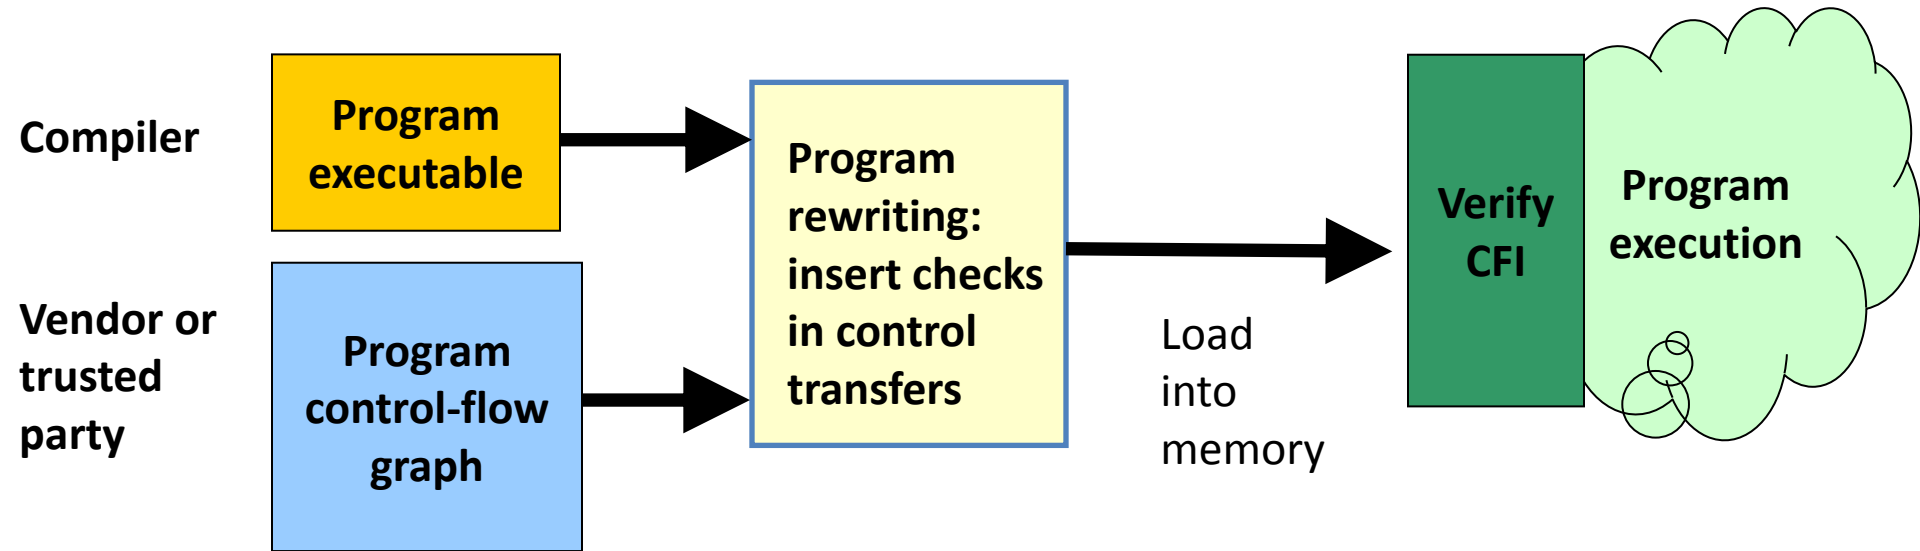 Compiler
Program
executable
Vendor or
trusted
party
Program
control-flow
graph
Program
rewriting:
insert checks
in control
transfers
Load
into
memory
Verify
CFI
Program
execution